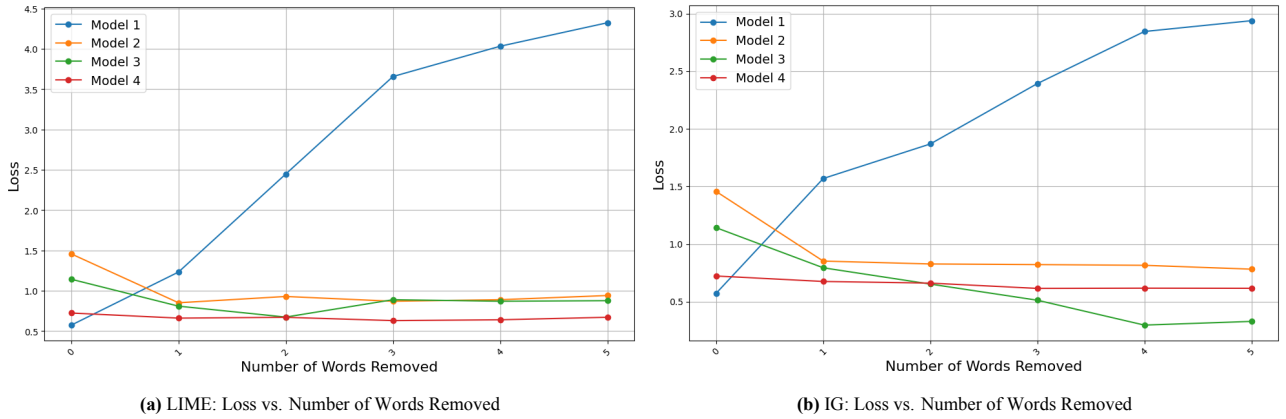 4.5
4.0
3.5
3.0
2.5
2.0
1.5
1.0
0.5
Loss
Model 1
Model 2
Model 3
Model 4
0 1 2 3 4 5
Number of Words Removed
(a) LIME: Loss vs. Number of Words Removed
3.0
2.5
2.0
1.5
1.0
0.5
Loss
Model 1
Model 2
Model 3
Model 4
0 1 2 3 4 5
Number of Words Removed
(b) IG: Loss vs. Number of Words Removed